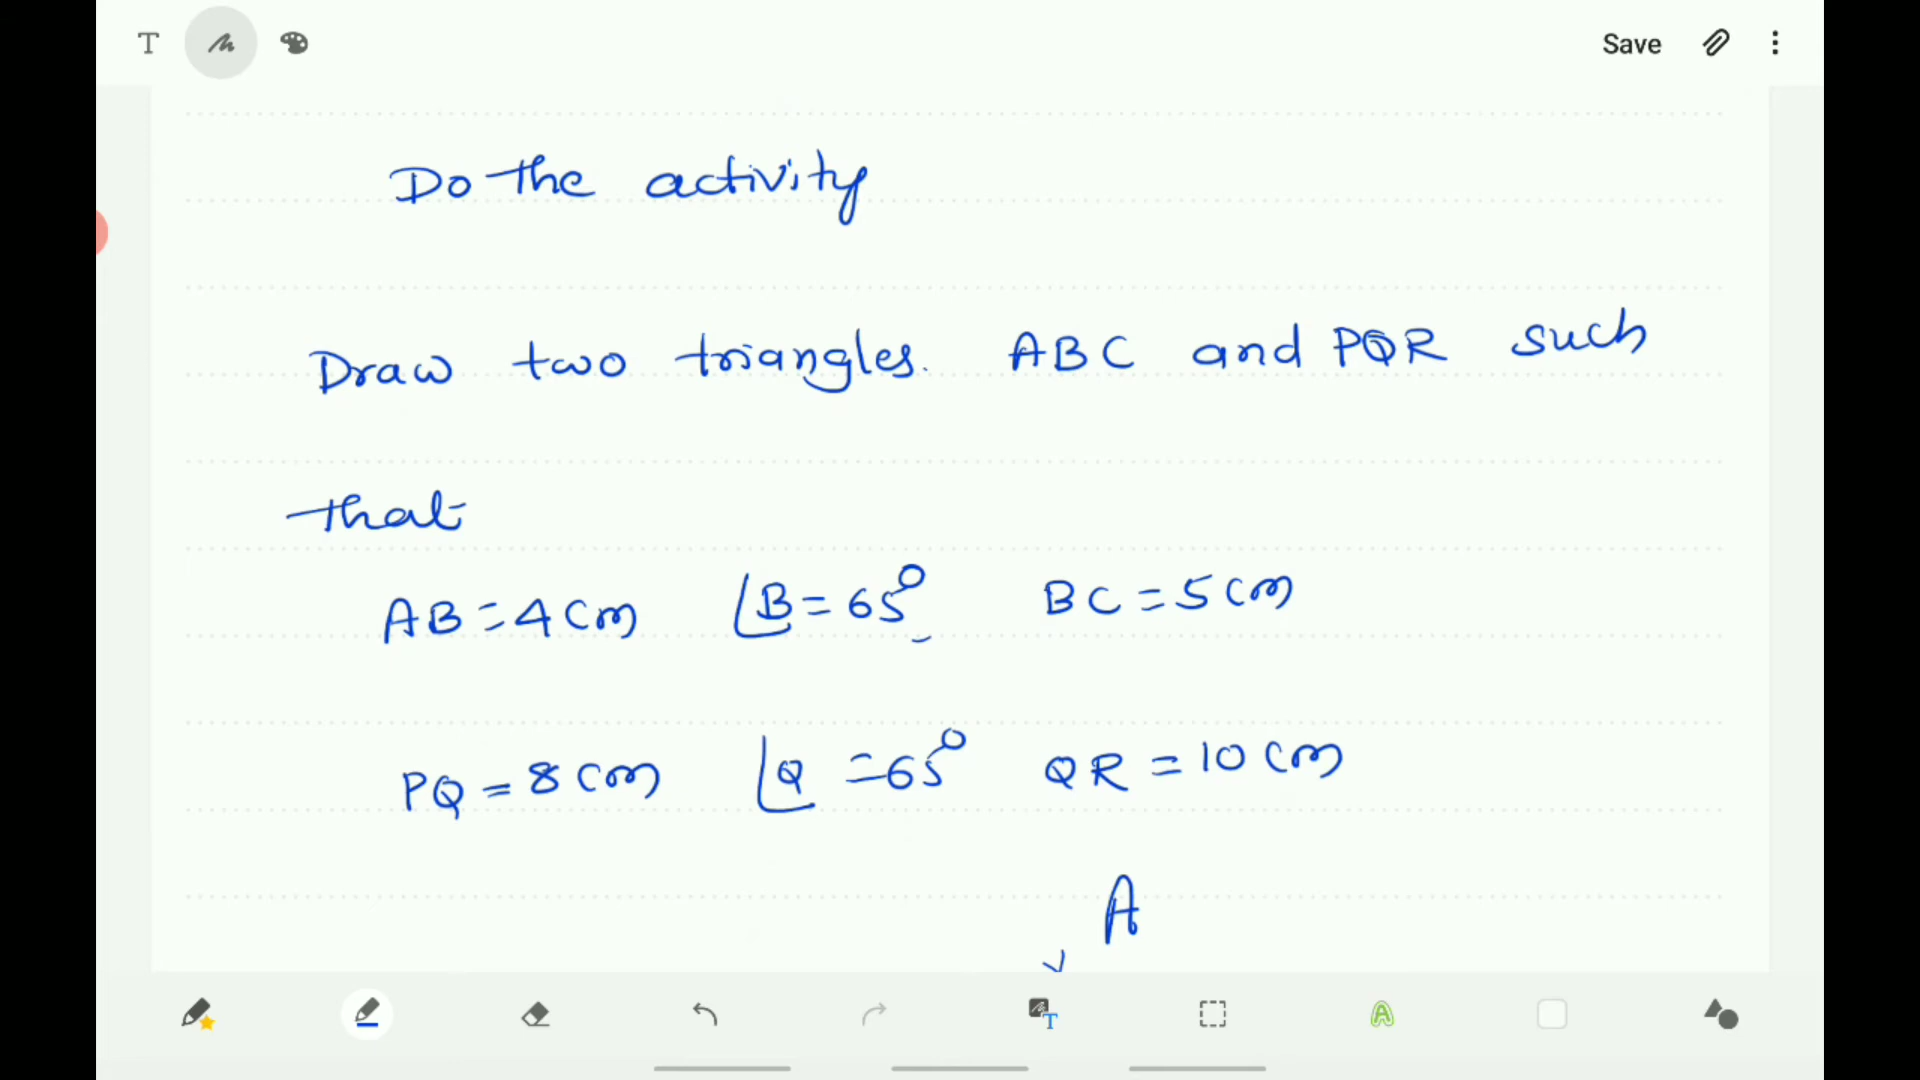 T Save
Do the activity
Draw two triangles. ABC and PQR such
that
AB = 4 cm ∠B = 65° BC = 5 cm
PQ = 8 cm ∠Q = 65° QR = 10 cm
A
T A